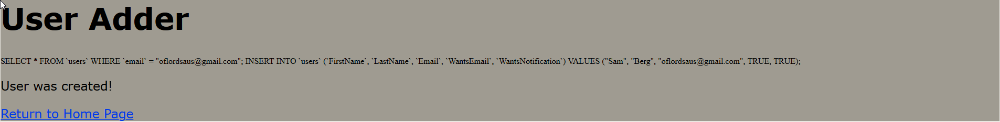 User Adder
SELECT * FROM `users` WHERE `email` = "oflordsaus@gmail.com"; INSERT INTO `users` (`FirstName`, `LastName`, `Email`, `WantsEmail`, `WantsNotification`) VALUES ("Sam", "Berg", "oflordsaus@gmail.com", TRUE, TRUE);
User was created!
Return to Home Page